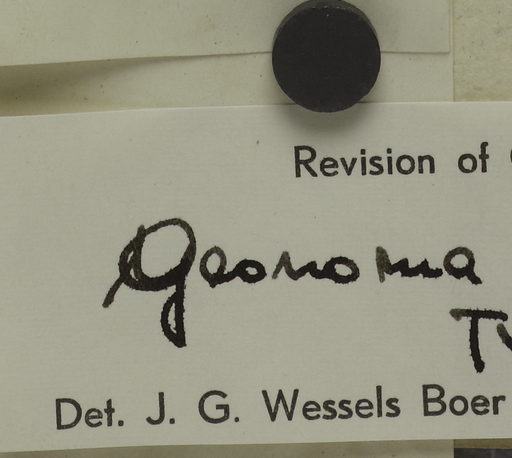 Revision of
Geonoma
Det. J. G. Wessels Boer